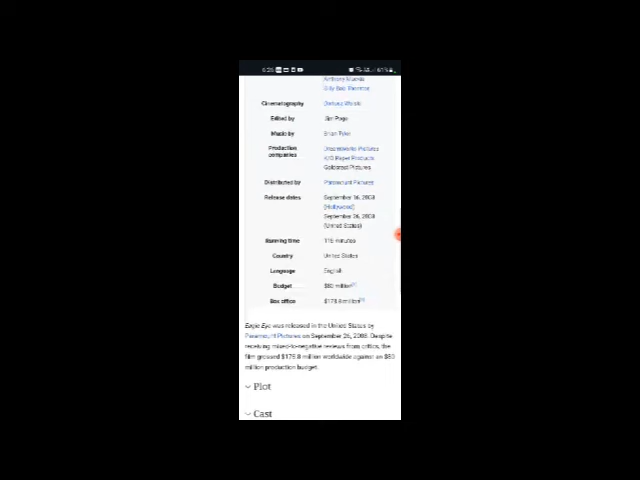 Anthony Mackie
Billy Bob Thornton
Cinematography Dariusz Wolski
Edited by Jim Page
Music by Brian Tyler
Production
companies
DreamWorks Pictures
K/O Paper Products
Goldcrest Pictures
Distributed by Paramount Pictures
Release dates September 16, 2008
(Hollywood)
September 26, 2008
(United States)
Running time 118 minutes
Country United States
Language English
Budget $80 million
Box office $178.8 million
Eagle Eye was released in the United States by
Paramount Pictures on September 26, 2008. Despite
receiving mixed-to-negative reviews from critics, the
film grossed $178.8 million worldwide against an $80
million production budget.
Plot
Cast